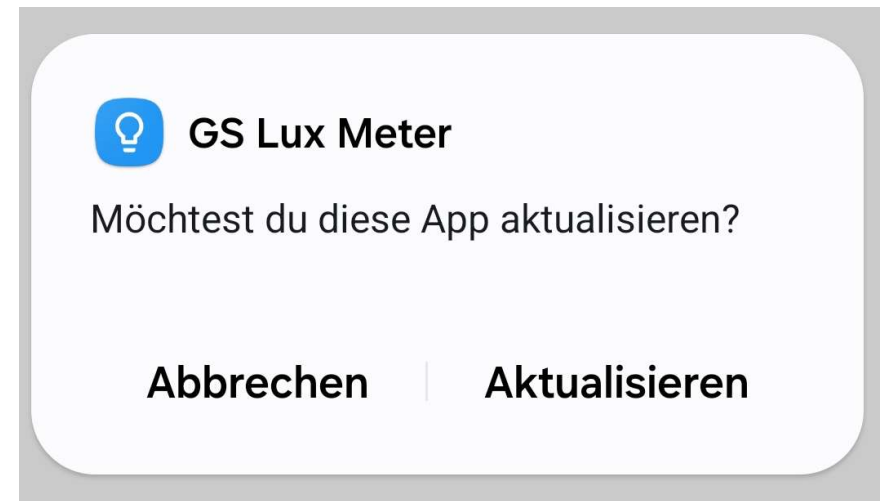 GS Lux Meter
Möchtest du diese App aktualisieren?
Abbrechen
Aktualisieren